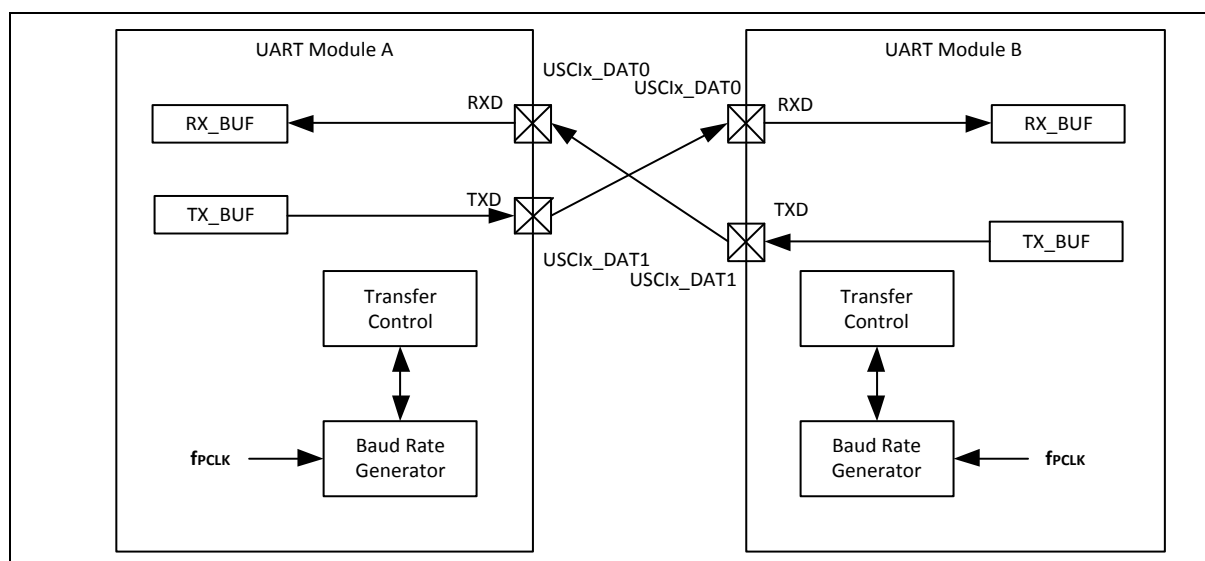 UART Module A
UART Module B
USCIx_DAT0
USCIx_DAT0
RXD
RXD
RX_BUF
RX_BUF
TXD
TXD
TX_BUF
TX_BUF
USCIx_DAT1
USCIx_DAT1
Transfer
Control
Transfer
Control
Baud Rate
Generator
fPCLK
Baud Rate
Generator
fPCLK